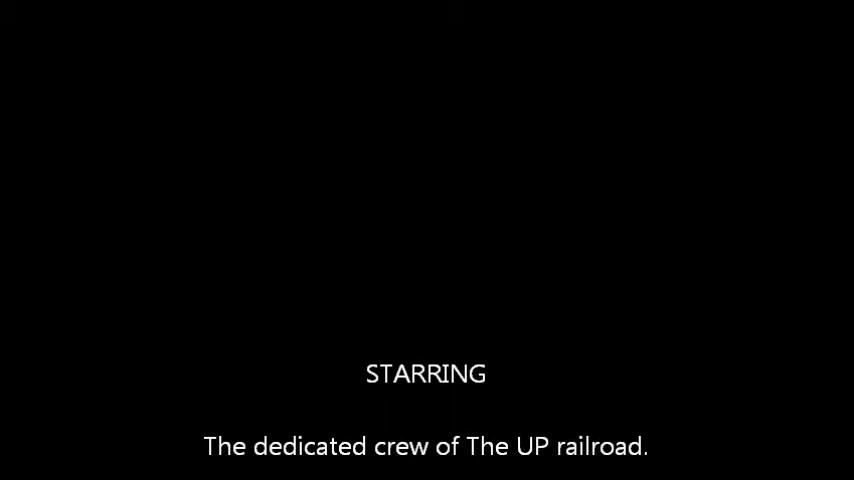 STARRING
The dedicated crew of The UP railroad.